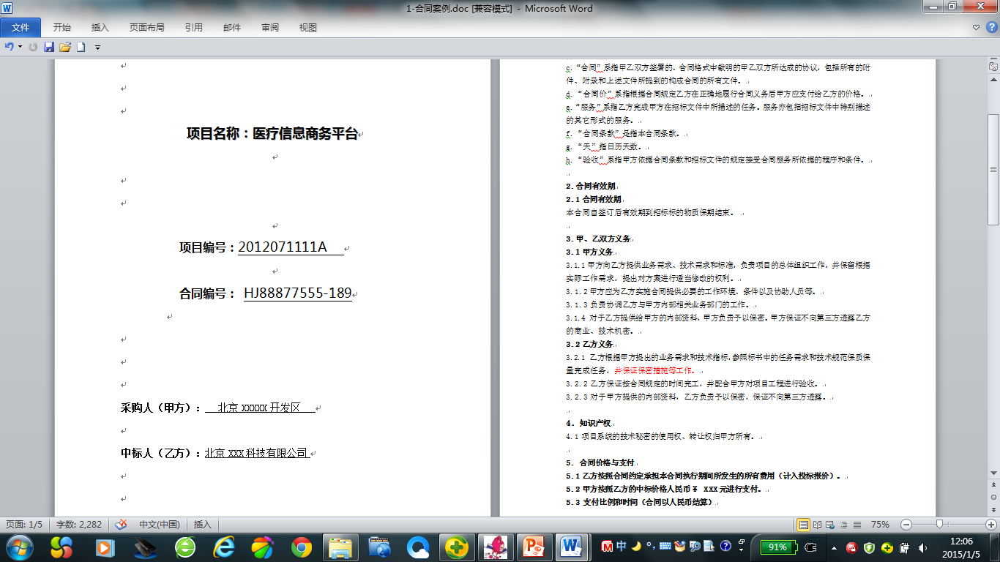 1-合同案例.doc [兼容模式] - Microsoft Word
文件 开始 插入 页面布局 引用 邮件 审阅 视图
项目名称：医疗信息商务平台
项目编号：2012071111A
合同编号： HJ88877555-189
采购人（甲方）： 北京 XXXXX 开发区
中标人（乙方）：北京 XXX 科技有限公司
c.“合同”系指甲乙双方签署的、合同格式中载明的甲乙双方所达成的协议，包括所有的附
件、附录和上述文件所提到的构成合同的所有文件。
d.“合同价”系指根据合同规定乙方在正确地履行合同义务后甲方应支付给乙方的价格。
e.“服务”系指乙方完成甲方在招标文件中所描述的任务。服务亦包括招标文件中特别描述
的其它形式的服务。
f.“合同条款”是指本合同条款。
g.“天”指日历天数。
h.“验收”系指甲方依据合同条款和招标文件的规定接受合同服务所依据的程序和条件。
2.合同有效期
2.1 合同有效期
本合同自签订后有效期到招标标的物质保期结束。
3.甲、乙双方义务
3.1 甲方义务
3.1.1 甲方向乙方提供业务需求、技术需求和标准，负责项目的总体组织工作，并保留根据
实际工作需求，提出对方案进行适当修改的权利。
3.1.2 甲方应为乙方实施合同提供必要的工作环境、条件以及协助人员等。
3.1.3 负责协调乙方与甲方内部相关业务部门的工作。
3.1.4 对于乙方提供给甲方的内部资料，甲方负责予以保密。甲方保证不向第三方透露乙方
的商业、技术机密。
3.2 乙方义务
3.2.1 乙方根据甲方提出的业务需求和技术指标，参照标书中的任务需求和技术规范保质保
量完成任务，并保证保密措施等工作。
3.2.2 乙方保证按合同规定的时间完工，并配合甲方对项目工程进行验收。
3.2.3 对于甲方提供的内部资料，乙方负责予以保密，保证不向第三方透露。
4. 知识产权
4.1 项目系统的技术秘密的使用权、转让权归甲方所有。
5. 合同价格与支付
5.1 乙方按照合同约定承担本合同执行期间所发生的所有费用（计入投标报价）。
5.2 甲方按照乙方的中标价格人民币￥ XXX 元进行支付。
5.3 支付比例和时间（合同以人民币结算）
页面: 1/5 字数: 2,282 中文(中国) 插入 75%
中 91% 12:06
2015/1/5